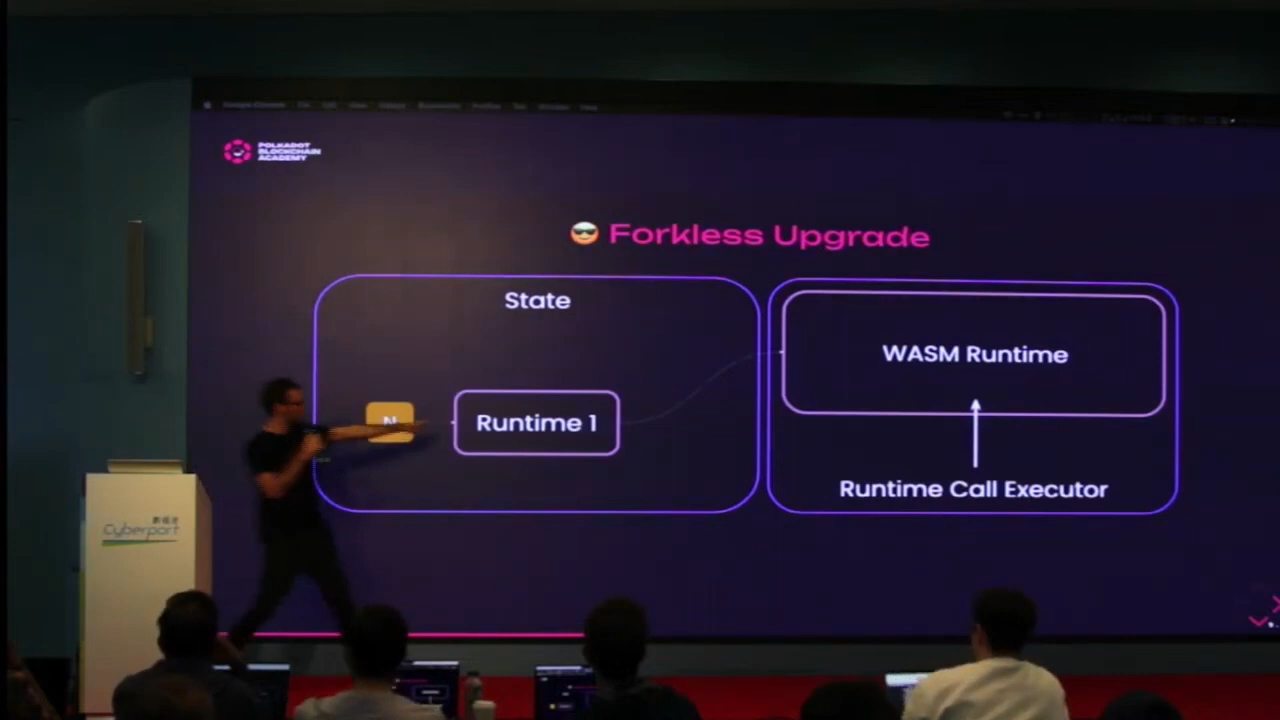 POLKADOT
BLOCKCHAIN
ACADEMY
Forkless Upgrade
State
WASM Runtime
N
Runtime 1
Runtime Call Executor
Cyberport